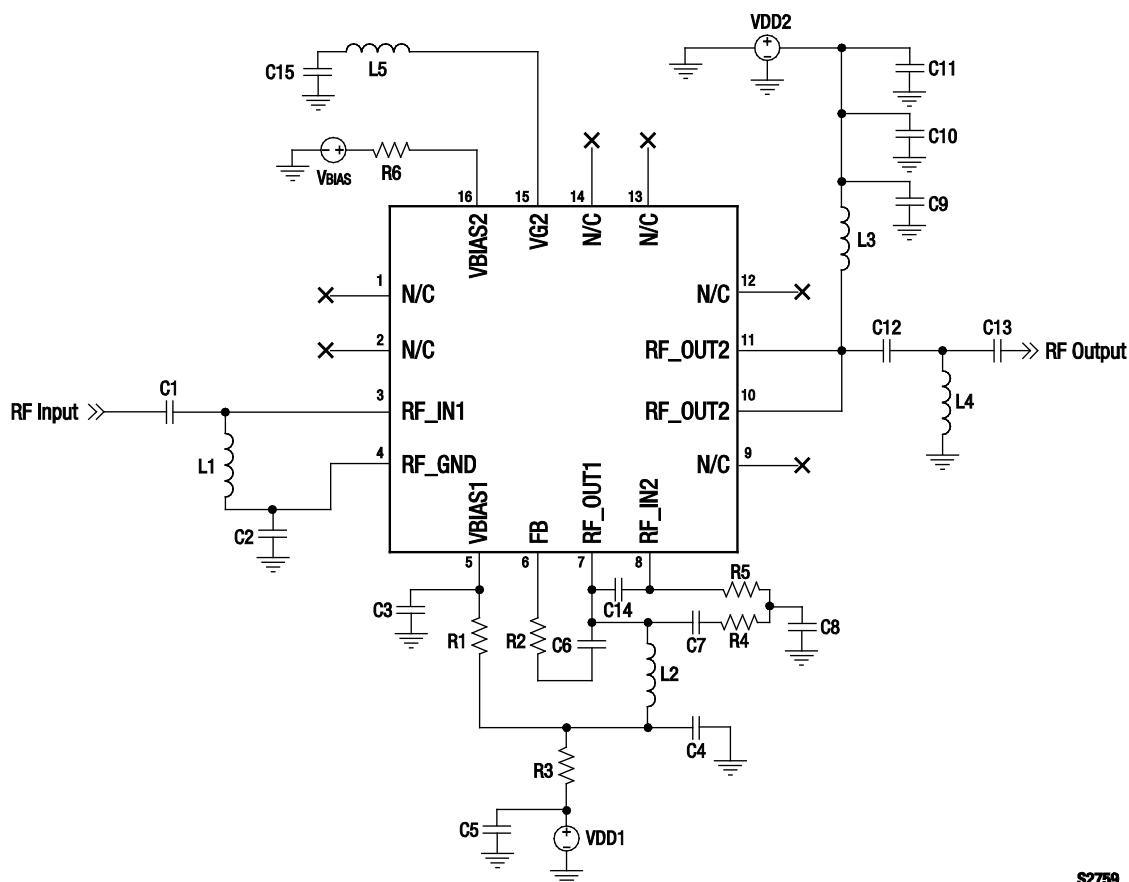 VDD2
C15
L5
C11
C10
R6
VBIAS
C9
16
15
14
13
VBIAS2
VG2
N/C
N/C
L3
1
N/C
N/C
12
2
N/C
RF_OUT2
11
C12
C13
RF Output
RF Input
C1
3
RF_IN1
RF_OUT2
10
L4
L1
4
RF_GND
N/C
9
C2
VBIAS1
FB
RF_OUT1
RF_IN2
5
6
7
8
R5
C3
C14
R1
R2
C6
C7
R4
C8
L2
C4
R3
C5
VDD1
S2759